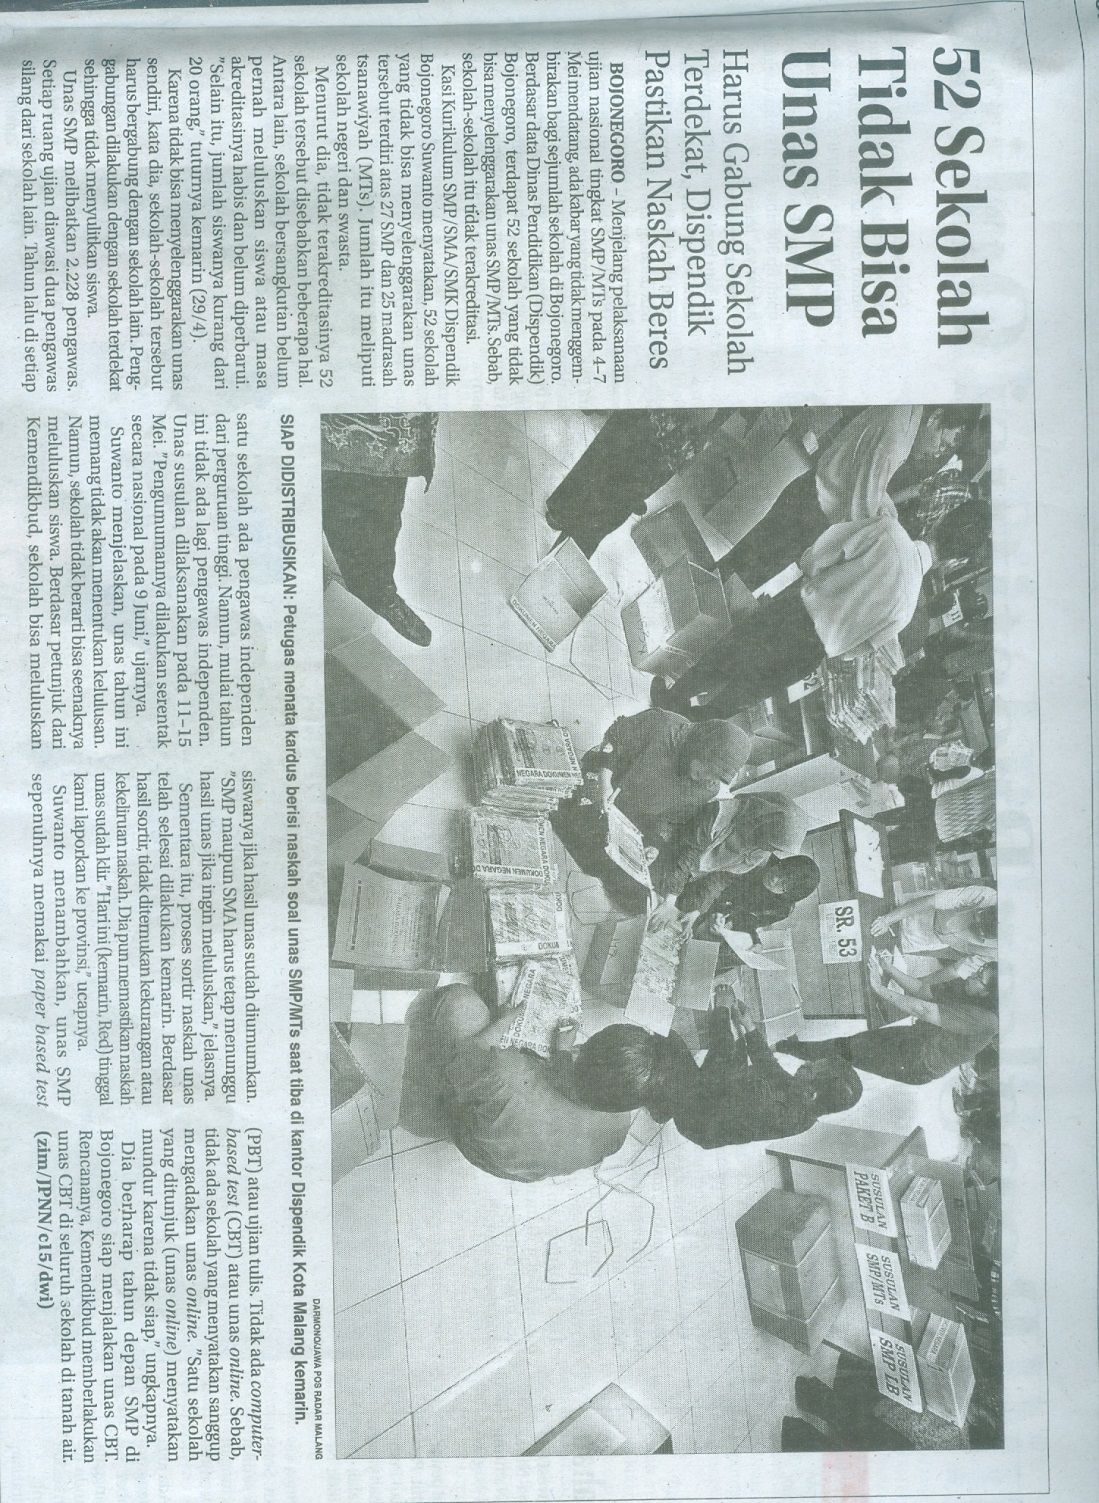 52 Sekolah
Tidak Bisa
Unas SMP
Harus Gabung Sekolah
Terdekat, Dispendik
Pastikan Naskah Beres
BOJONEGORO – Menjelang pelaksanaan
ujian nasional tingkat SMP/MTs pada 4–7
Mei mendatang, ada kabar yang tidak menggem-
birakan bagi sejumlah sekolah di Bojonegoro.
Berdasar data Dinas Pendidikan (Dispendik)
Bojonegoro, terdapat 52 sekolah yang tidak
bisa menyelenggarakan unas SMP/MTs. Sebab,
sekolah-sekolah itu tidak terakreditasi.
Kasi Kurikulum SMP/SMA/SMK Dispendik
Bojonegoro Suwanto menyatakan, 52 sekolah
yang tidak bisa menyelenggarakan unas
tersebut terdiri atas 27 SMP dan 25 madrasah
tsanawiyah (MTs). Jumlah itu meliputi
sekolah negeri dan swasta.
Menurut dia, tidak terakreditasinya 52
sekolah tersebut disebabkan beberapa hal.
Antara lain, sekolah bersangkutan belum
pernah meluluskan siswa atau masa
akreditasinya habis dan belum diperbarui.
"Selain itu, jumlah siswanya kurang dari
20 orang," tuturnya kemarin (29/4).
Karena tidak bisa menyelenggarakan unas
sendiri, kata dia, sekolah-sekolah tersebut
harus bergabung dengan sekolah lain. Peng-
gabungan dilakukan dengan sekolah terdekat
sehingga tidak menyulitkan siswa.
Unas SMP melibatkan 2.228 pengawas.
Setiap ruang ujian diawasi dua pengawas
silang dari sekolah lain. Tahun lalu di setiap
SR. 53
SUSULAN
PAKET B
SUSULAN
SMP/MTs
SUSULAN
SMP LB
NEGARA DOKUMEN NE
DOKUMEN NEGARA
DARMONO/JAWA POS RADAR MALANG
SIAP DIDISTRIBUSIKAN: Petugas menata kardus berisi naskah soal unas SMP/MTs saat tiba di kantor Dispendik Kota Malang kemarin.
satu sekolah ada pengawas independen
dari perguruan tinggi. Namun, mulai tahun
ini tidak ada lagi pengawas independen.
Unas susulan dilaksanakan pada 11–15
Mei. "Pengumumannya dilakukan serentak
secara nasional pada 9 Juni," ujarnya.
Suwanto menjelaskan, unas tahun ini
memang tidak akan menentukan kelulusan.
Namun, sekolah tidak berarti bisa seenaknya
meluluskan siswa. Berdasar petunjuk dari
Kemendikbud, sekolah bisa meluluskan
siswanya jika hasil unas sudah diumumkan.
"SMP maupun SMA harus tetap menunggu
hasil unas jika ingin meluluskan," jelasnya.
Sementara itu, proses sortir naskah unas
telah selesai dilakukan kemarin. Berdasar
hasil sortir, tidak ditemukan kekurangan atau
kekeliruan naskah. Dia pun memastikan naskah
unas sudah klir. "Hari ini (kemarin, Red) tinggal
kami laporkan ke provinsi," ucapnya.
Suwanto menambahkan, unas SMP
sepenuhnya memakai paper based test
(PBT) atau ujian tulis. Tidak ada computer-
based test (CBT) atau unas online. Sebab,
tidak ada sekolah yang menyatakan sanggup
mengadakan unas online. "Satu sekolah
yang ditunjuk (unas online) menyatakan
mundur karena tidak siap," ungkapnya.
Dia berharap tahun depan SMP di
Bojonegoro siap menjalakan unas CBT.
Rencananya, Kemendikbud memberlakukan
unas CBT di seluruh sekolah di tanah air.
(zim/JPNN/c15/dwi)